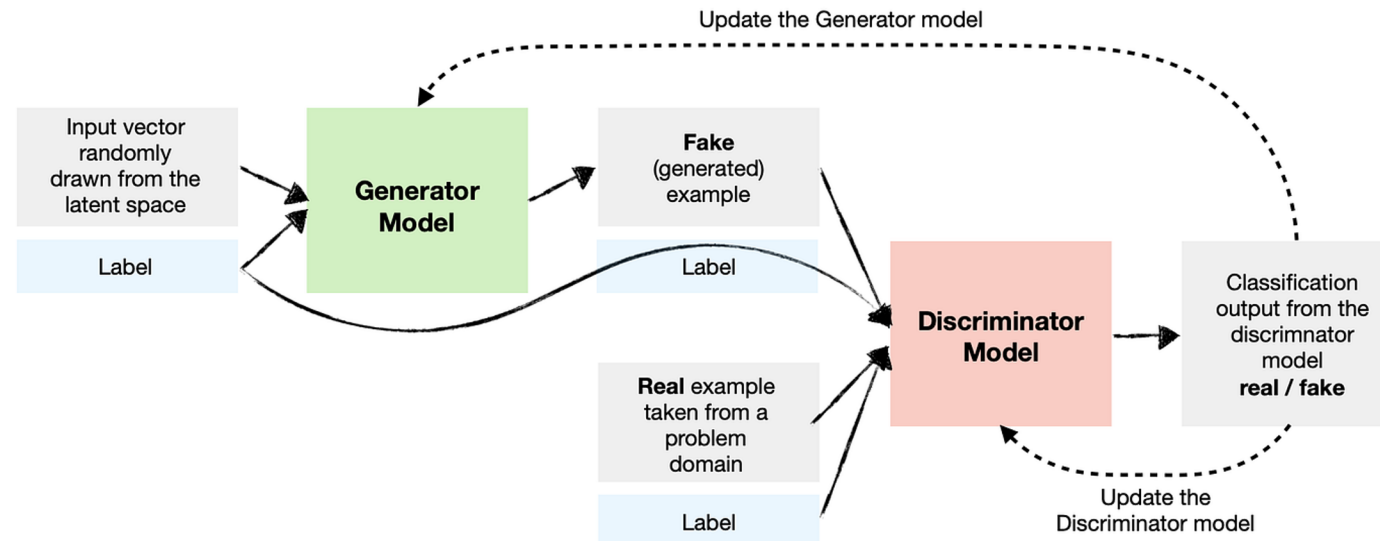 Update the Generator model
Input vector
randomly
drawn from the
latent space
Label
Generator
Model
Fake
(generated)
example
Label
Real example
taken from a
problem
domain
Label
Discriminator
Model
Classification
output from the
discrimnator
model
real / fake
Update the
Discriminator model